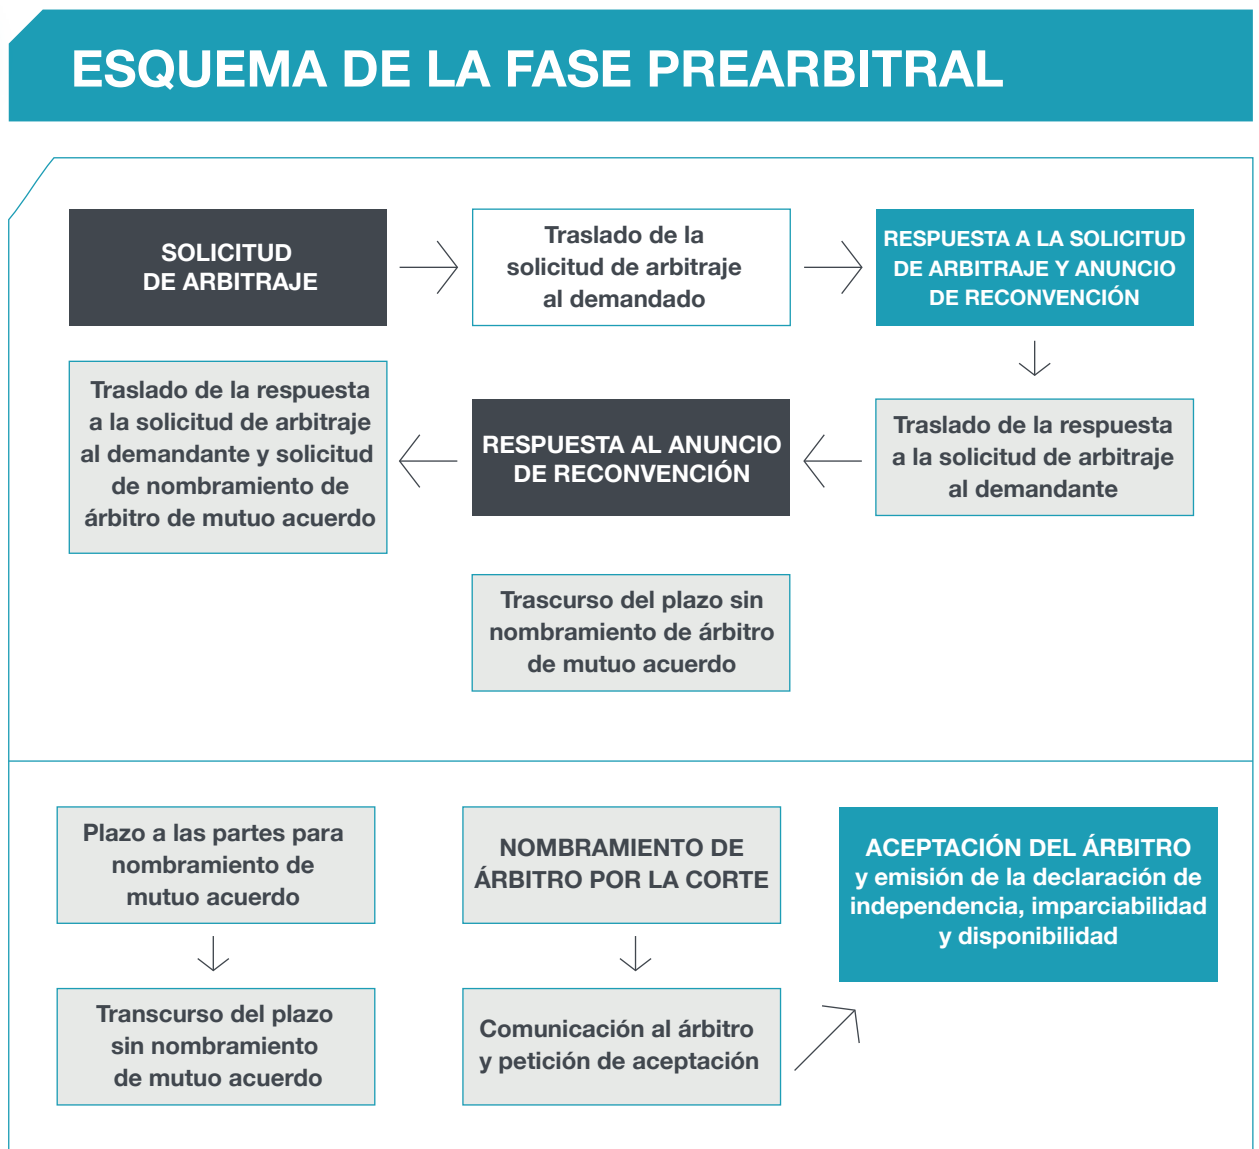 ESQUEMA DE LA FASE PREARBITRAL
SOLICITUD
DE ARBITRAJE
Traslado de la
solicitud de arbitraje
al demandado
RESPUESTA A LA SOLICITUD
DE ARBITRAJE Y ANUNCIO
DE RECONVENCIÓN
Traslado de la respuesta
a la solicitud de arbitraje
al demandante
RESPUESTA AL ANUNCIO
DE RECONVENCIÓN
Traslado de la respuesta
a la solicitud de arbitraje
al demandante y solicitud
de nombramiento de
árbitro de mutuo acuerdo
Trascurso del plazo sin
nombramiento de árbitro
de mutuo acuerdo
Plazo a las partes para
nombramiento de
mutuo acuerdo
Transcurso del plazo
sin nombramiento
de mutuo acuerdo
NOMBRAMIENTO DE
ÁRBITRO POR LA CORTE
Comunicación al árbitro
y petición de aceptación
ACEPTACIÓN DEL ÁRBITRO
y emisión de la declaración de
independencia, imparciabilidad
y disponibilidad